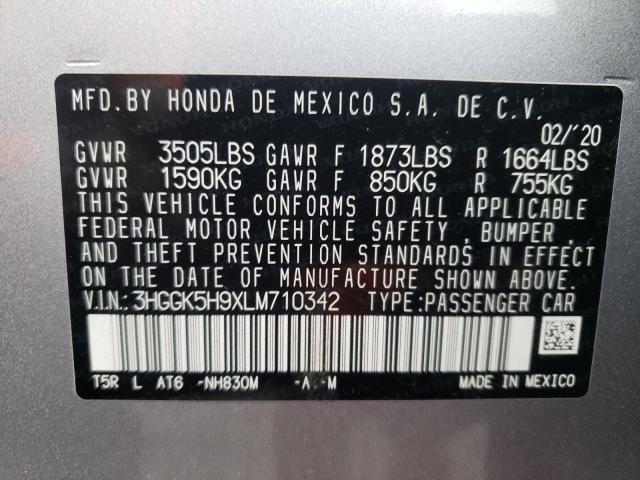 MFD.BY HONDA DE MEXICO S.A. DE C.V.
02/'20
GVWR 3505LBS GAWR F 1873LBS R 1664LBS
GVWR 1590KG GAWR F 850KG R 755KG
THIS VEHICLE CONFORMS TO ALL APPLICABLE
FEDERAL MOTOR VEHICLE SAFETY , BUMPER ,
AND THEFT PREVENTION STANDARDS IN EFFECT
ON THE DATE OF MANUFACTURE SHOWN ABOVE.
V.I.N.: 3HGGK5H9XLM710342 TYPE:PASSENGER CAR
T5R L AT6 -NH830M -A -M MADE IN MEXICO